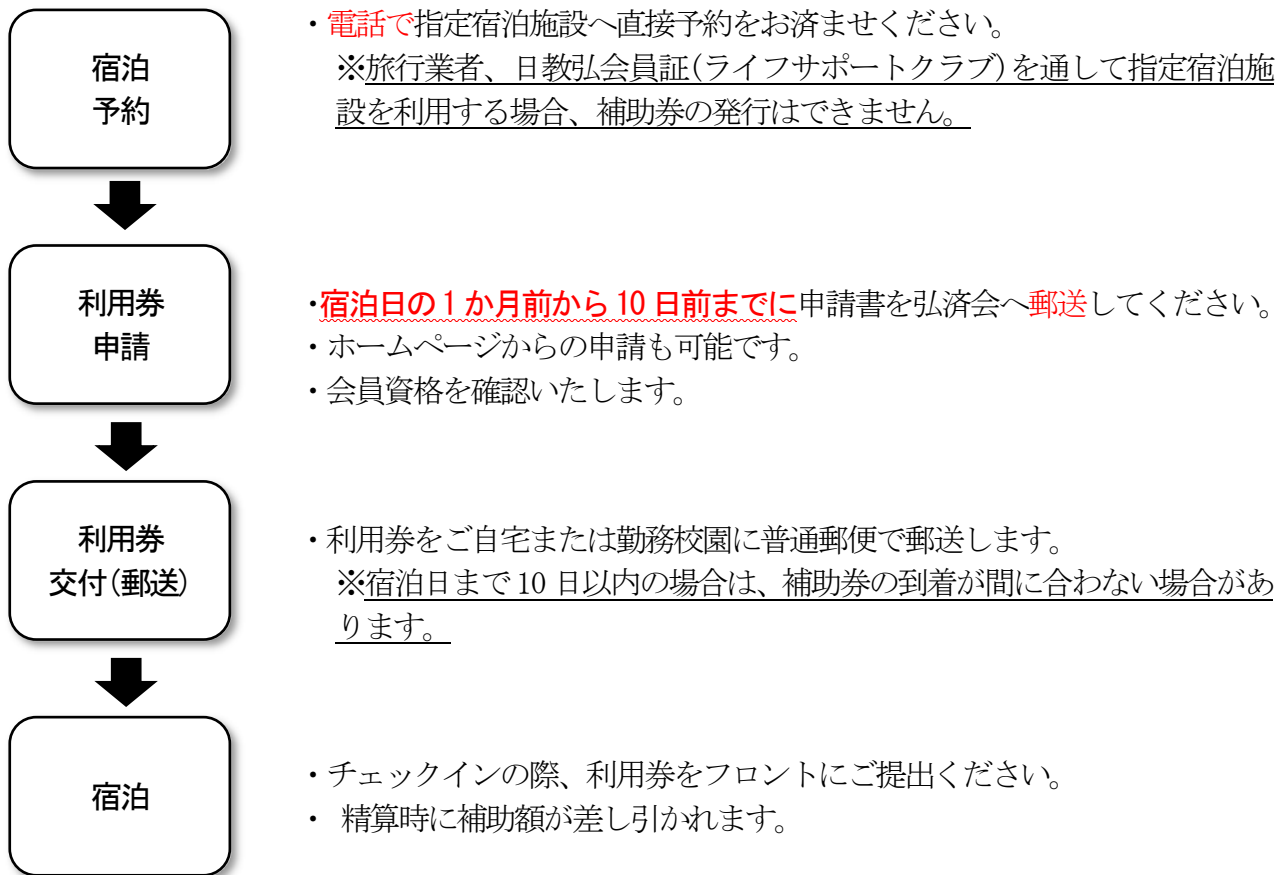 宿泊
予約
・電話で指定宿泊施設へ直接予約をお済ませください。
※旅行業者、日教弘会員証(ライフサポートクラブ)を通して指定宿泊施
設を利用する場合、補助券の発行はできません。
利用券
申請
・宿泊日の1か月前から10日前までに申請書を弘済会へ郵送してください。
・ホームページからの申請も可能です。
・会員資格を確認いたします。
利用券
交付(郵送)
・利用券をご自宅または勤務校園に普通郵便で郵送します。
※宿泊日まで10日以内の場合は、補助券の到着が間に合わない場合があ
ります。
宿泊
・チェックインの際、利用券をフロントにご提出ください。
・ 精算時に補助額が差し引かれます。